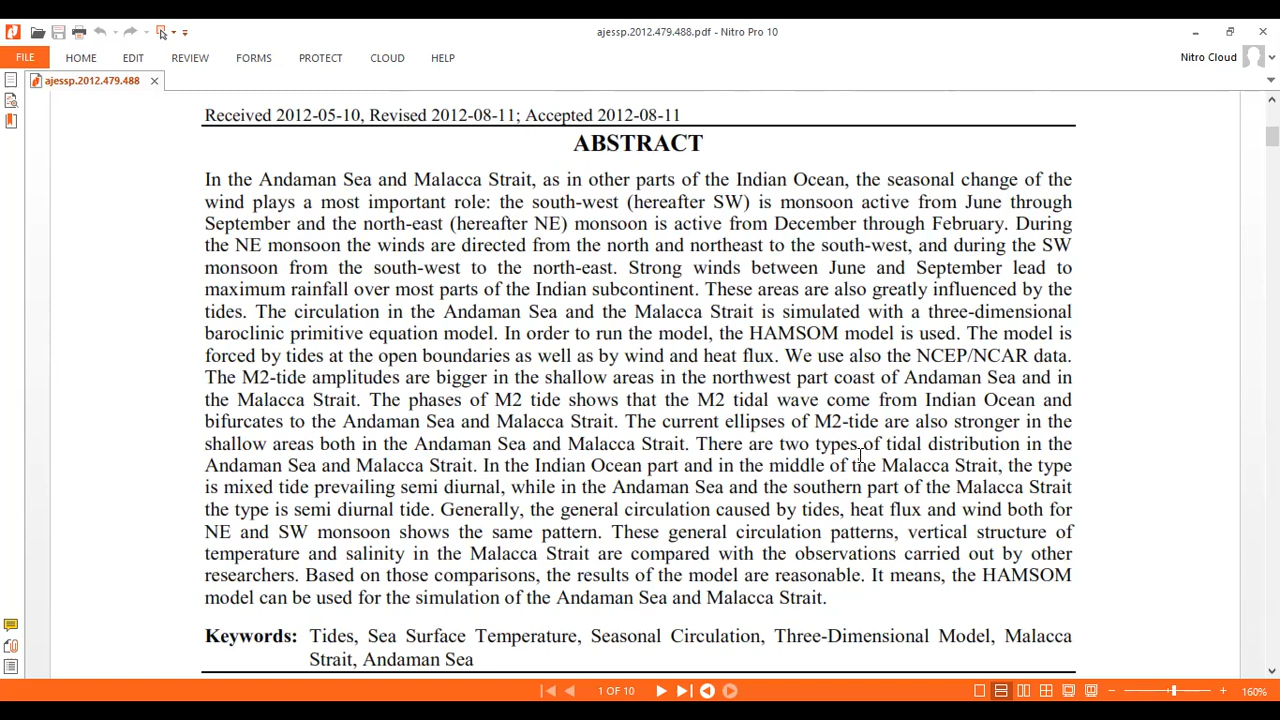 ajessp.2012.479.488.pdf - Nitro Pro 10
FILE HOME EDIT REVIEW FORMS PROTECT CLOUD HELP Nitro Cloud
ajessp.2012.479.488
Received 2012-05-10, Revised 2012-08-11; Accepted 2012-08-11
ABSTRACT
In the Andaman Sea and Malacca Strait, as in other parts of the Indian Ocean, the seasonal change of the
wind plays a most important role: the south-west (hereafter SW) is monsoon active from June through
September and the north-east (hereafter NE) monsoon is active from December through February. During
the NE monsoon the winds are directed from the north and northeast to the south-west, and during the SW
monsoon from the south-west to the north-east. Strong winds between June and September lead to
maximum rainfall over most parts of the Indian subcontinent. These areas are also greatly influenced by the
tides. The circulation in the Andaman Sea and the Malacca Strait is simulated with a three-dimensional
baroclinic primitive equation model. In order to run the model, the HAMSOM model is used. The model is
forced by tides at the open boundaries as well as by wind and heat flux. We use also the NCEP/NCAR data.
The M2-tide amplitudes are bigger in the shallow areas in the northwest part coast of Andaman Sea and in
the Malacca Strait. The phases of M2 tide shows that the M2 tidal wave come from Indian Ocean and
bifurcates to the Andaman Sea and Malacca Strait. The current ellipses of M2-tide are also stronger in the
shallow areas both in the Andaman Sea and Malacca Strait. There are two types of tidal distribution in the
Andaman Sea and Malacca Strait. In the Indian Ocean part and in the middle of the Malacca Strait, the type
is mixed tide prevailing semi diurnal, while in the Andaman Sea and the southern part of the Malacca Strait
the type is semi diurnal tide. Generally, the general circulation caused by tides, heat flux and wind both for
NE and SW monsoon shows the same pattern. These general circulation patterns, vertical structure of
temperature and salinity in the Malacca Strait are compared with the observations carried out by other
researchers. Based on those comparisons, the results of the model are reasonable. It means, the HAMSOM
model can be used for the simulation of the Andaman Sea and Malacca Strait.
Keywords: Tides, Sea Surface Temperature, Seasonal Circulation, Three-Dimensional Model, Malacca
Strait, Andaman Sea
1 OF 10 160%